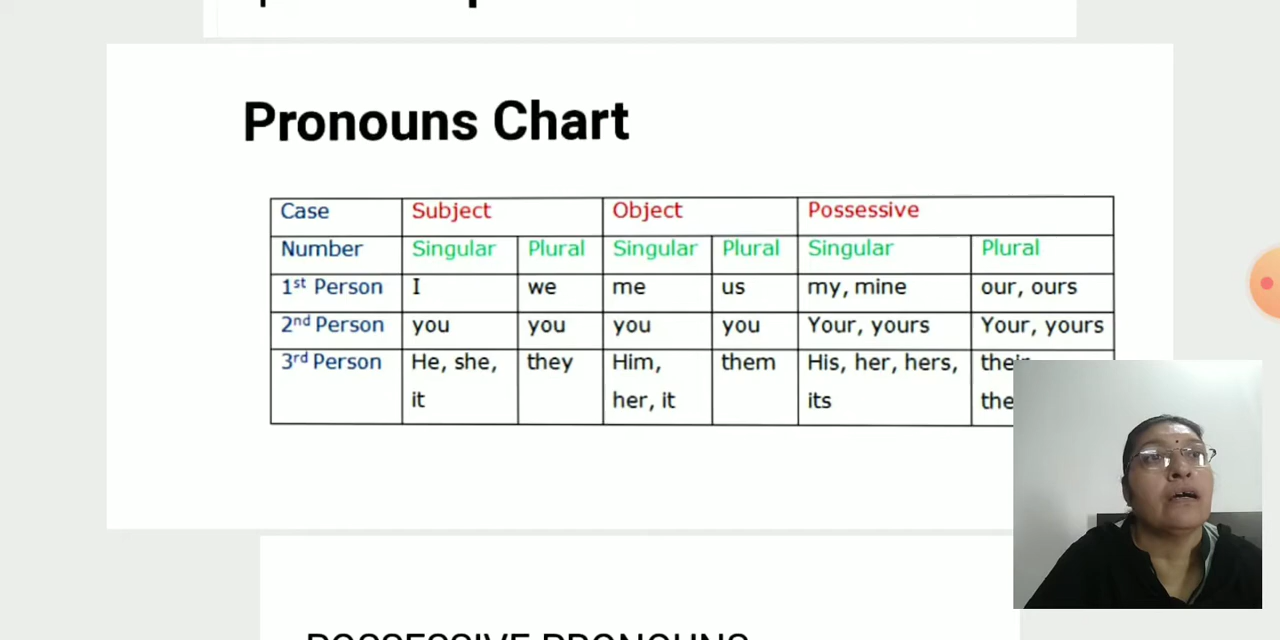 Pronouns Chart
Case Subject Object Possessive
Number Singular Plural Singular Plural Singular Plural
1st Person I we me us my, mine our, ours
2nd Person you you you you Your, yours Your, yours
3rd Person He, she, they Him, them His, her, hers,
it her, it its
POSSESSIVE PRONOUNS